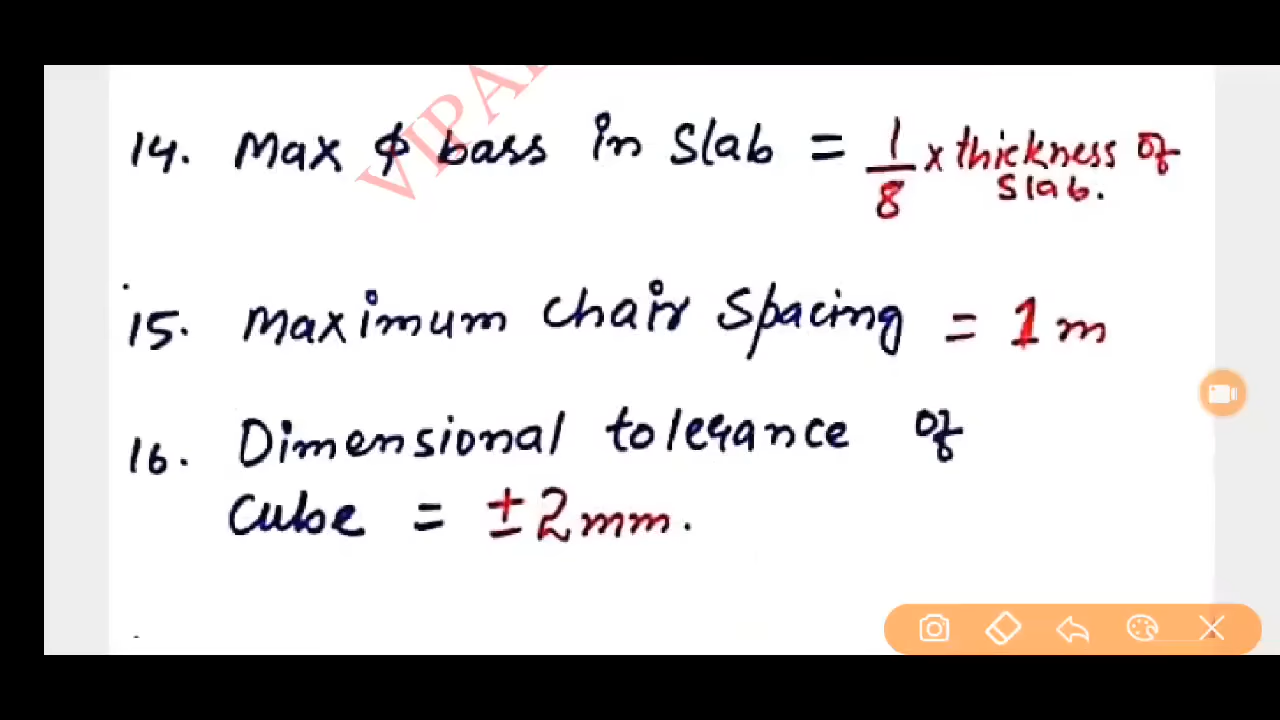 VIPA
14. Max ϕ bars in slab = 1/8 x thickness of
slab.
15. Maximum chair spacing = 1 m
16. Dimensional tolerance of
cube = ±2mm.